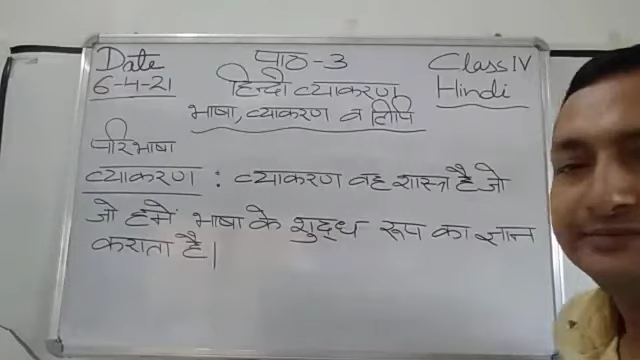 Date
6-4-21
पाठ-3
Class IV
Hindi
हिन्दी व्याकरण
भाषा, व्याकरण व लिपि
परिभाषा
व्याकरण : व्याकरण वह शास्त्र है जो
जो हमें भाषा के शुद्ध रूप का ज्ञान
कराता है।